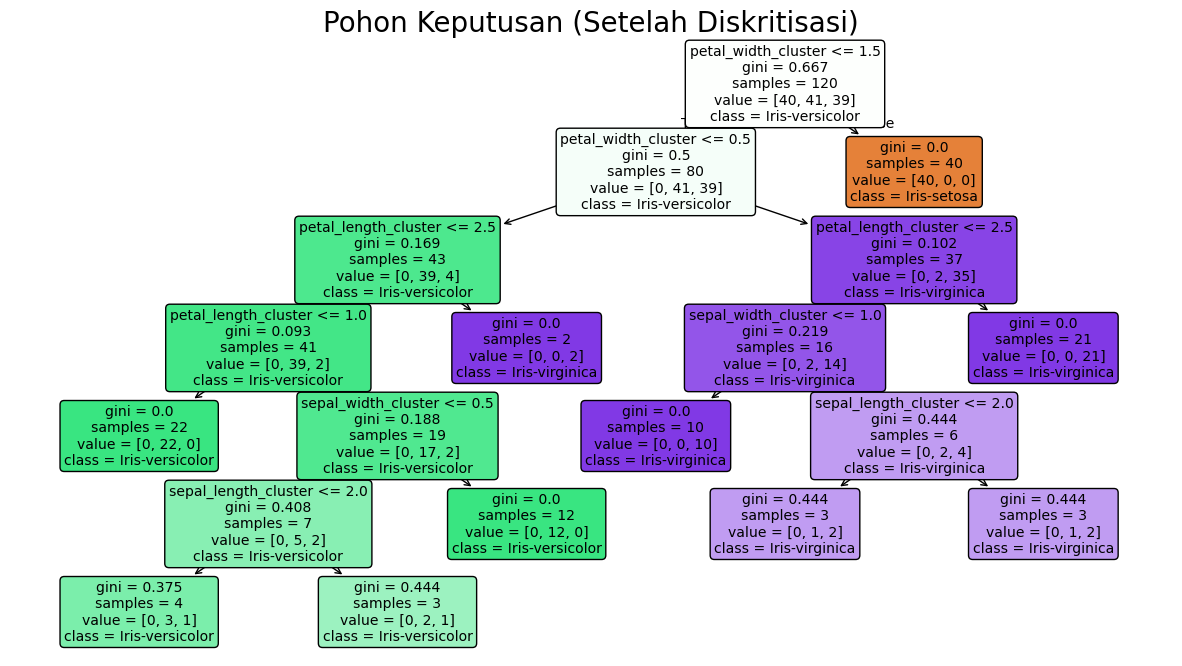 Pohon Keputusan (Setelah Diskritisasi)
petal_width_cluster <= 1.5
gini = 0.667
samples = 120
value = [40, 41, 39]
class = Iris-versicolor
petal_width_cluster <= 0.5
gini = 0.5
samples = 80
value = [0, 41, 39]
class = Iris-versicolor
gini = 0.0
samples = 40
value = [40, 0, 0]
class = Iris-setosa
petal_length_cluster <= 2.5
gini = 0.169
samples = 43
value = [0, 39, 4]
class = Iris-versicolor
petal_length_cluster <= 2.5
gini = 0.102
samples = 37
value = [0, 2, 35]
class = Iris-virginica
petal_length_cluster <= 1.0
gini = 0.093
samples = 41
value = [0, 39, 2]
class = Iris-versicolor
gini = 0.0
samples = 2
value = [0, 0, 2]
class = Iris-virginica
sepal_width_cluster <= 1.0
gini = 0.219
samples = 16
value = [0, 2, 14]
class = Iris-virginica
gini = 0.0
samples = 21
value = [0, 0, 21]
class = Iris-virginica
gini = 0.0
samples = 22
value = [0, 22, 0]
class = Iris-versicolor
sepal_width_cluster <= 0.5
gini = 0.188
samples = 19
value = [0, 17, 2]
class = Iris-versicolor
gini = 0.0
samples = 10
value = [0, 0, 10]
class = Iris-virginica
sepal_length_cluster <= 2.0
gini = 0.444
samples = 6
value = [0, 2, 4]
class = Iris-virginica
sepal_length_cluster <= 2.0
gini = 0.408
samples = 7
value = [0, 5, 2]
class = Iris-versicolor
gini = 0.0
samples = 12
value = [0, 12, 0]
class = Iris-versicolor
gini = 0.444
samples = 3
value = [0, 1, 2]
class = Iris-virginica
gini = 0.444
samples = 3
value = [0, 1, 2]
class = Iris-virginica
gini = 0.375
samples = 4
value = [0, 3, 1]
class = Iris-versicolor
gini = 0.444
samples = 3
value = [0, 2, 1]
class = Iris-versicolor